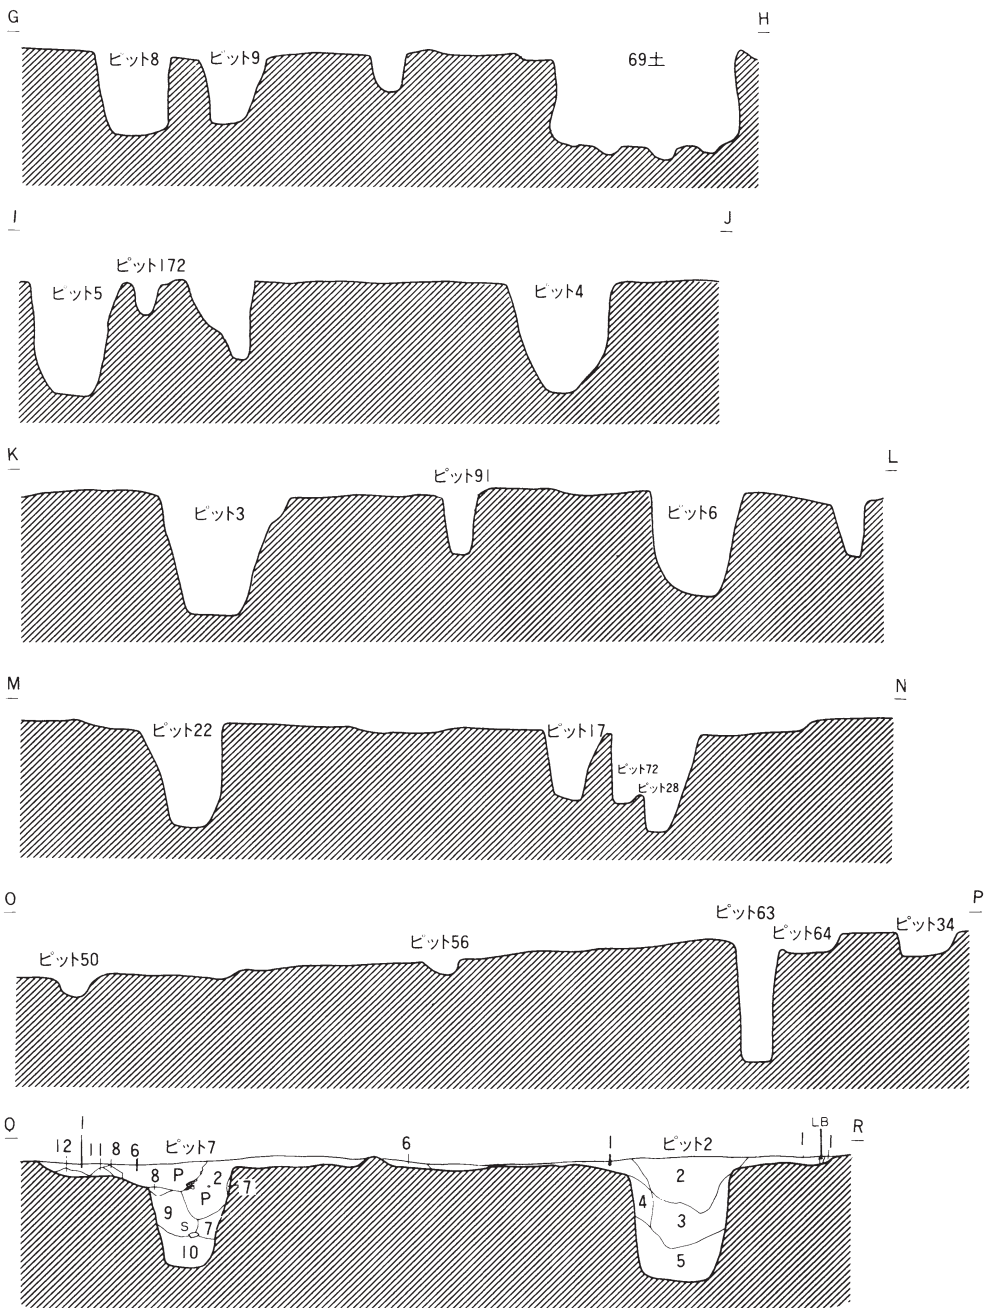 G H
ピット8 ピット9 69土
I J
ピット172
ピット5 ピット4
K L
ピット91
ピット3 ピット6
M N
ピット22 ピット17
ピット72
ピット28
O P
ピット63
ピット64 ピット34
ピット56
ピット50
Q R
1 LB
12 11 8 6 ピット7 6 1 ピット2 1 1
8 P 2 2
P 7
9 S 7 4 3
10 5